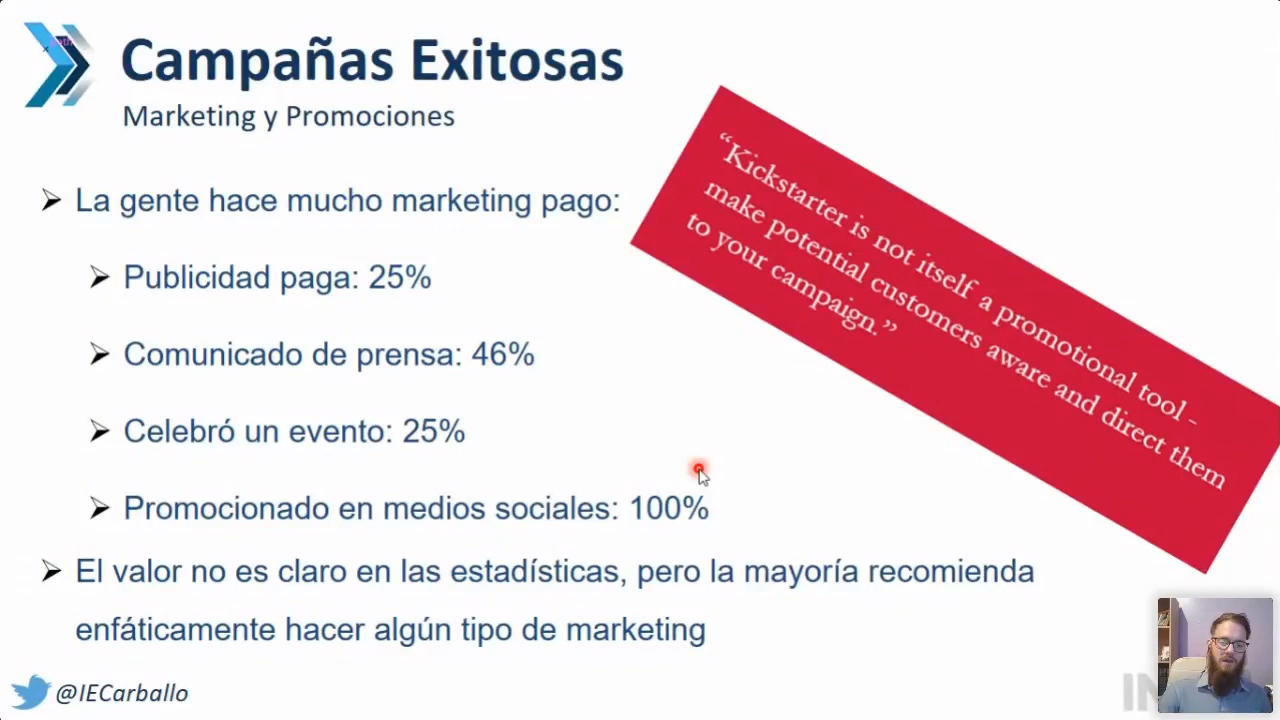 Campañas Exitosas
Marketing y Promociones
La gente hace mucho marketing pago:
Publicidad paga: 25%
Comunicado de prensa: 46%
Celebró un evento: 25%
Promocionado en medios sociales: 100%
El valor no es claro en las estadísticas, pero la mayoría recomienda
enfáticamente hacer algún tipo de marketing
“Kickstarter is not itself a promotional tool -
make potential customers aware and direct them
to your campaign.”
@IECarballo